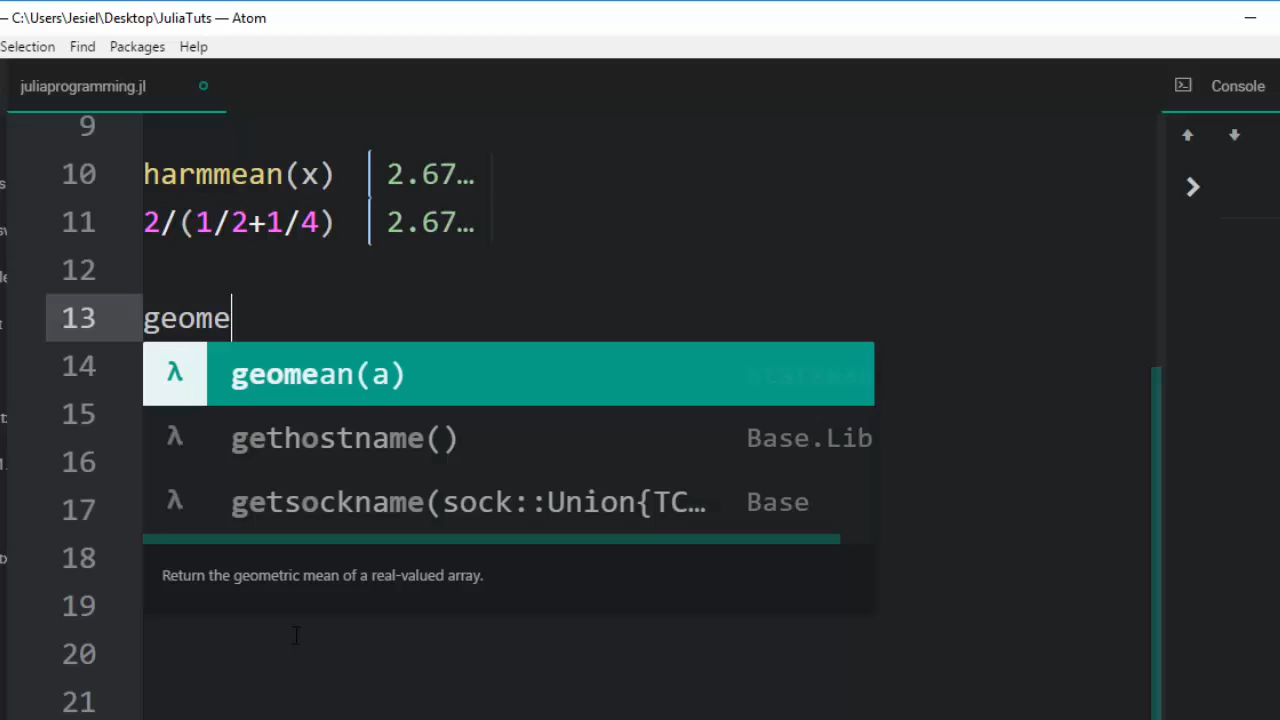 – C:\Users\Jesiel\Desktop\JuliaTuts — Atom
Selection Find Packages Help
juliaprogramming.jl Console
9
10 harmmean(x) 2.67…
11 2/(1/2+1/4) 2.67…
12
13 geome
14 λ geomean(a)
15 λ gethostname() Base.Lib
16
17 λ getsockname(sock::Union{TC… Base
18 Return the geometric mean of a real-valued array.
19
20
21